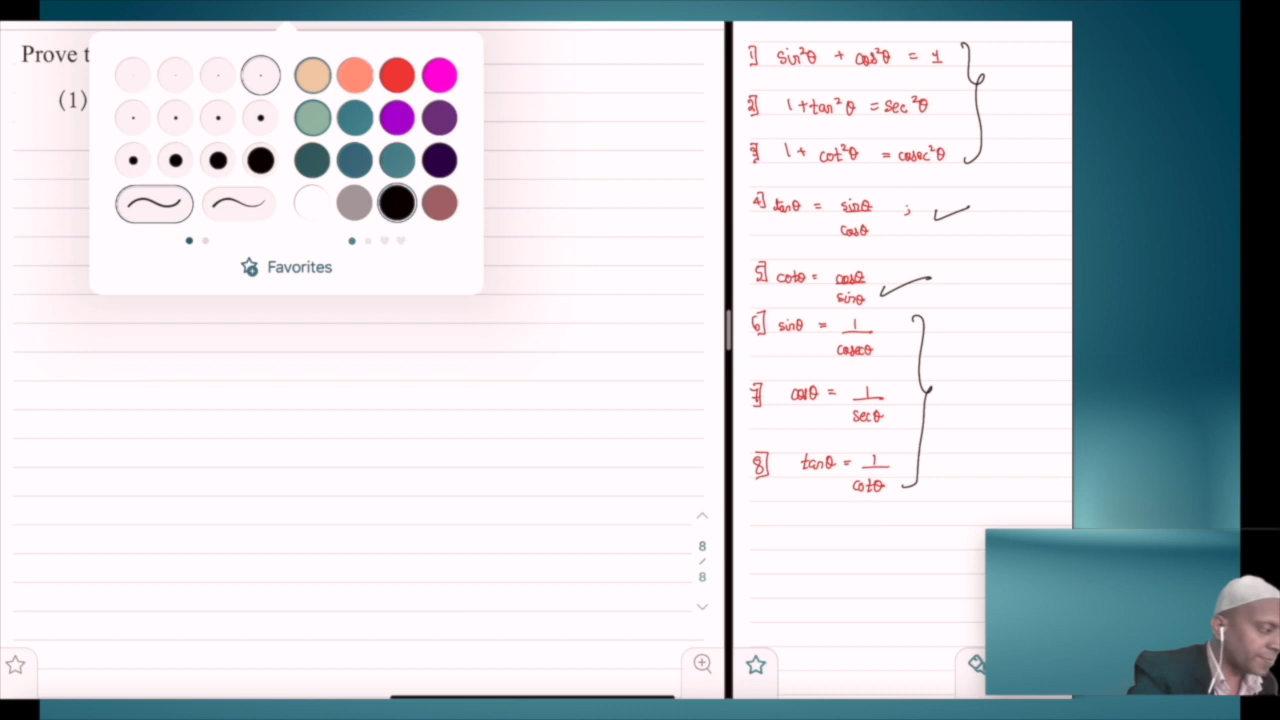 Prove t
(1)
Favorites
8
/
8
1] sin²θ + cos²θ = 1
2] 1 + tan²θ = sec²θ
3] 1 + cot²θ = cosec²θ
4] tanθ = sinθ/cosθ ;
5] cotθ = cosθ/sinθ
6] sinθ = 1/cosecθ
7] cosθ = 1/secθ
8] tanθ = 1/cotθ